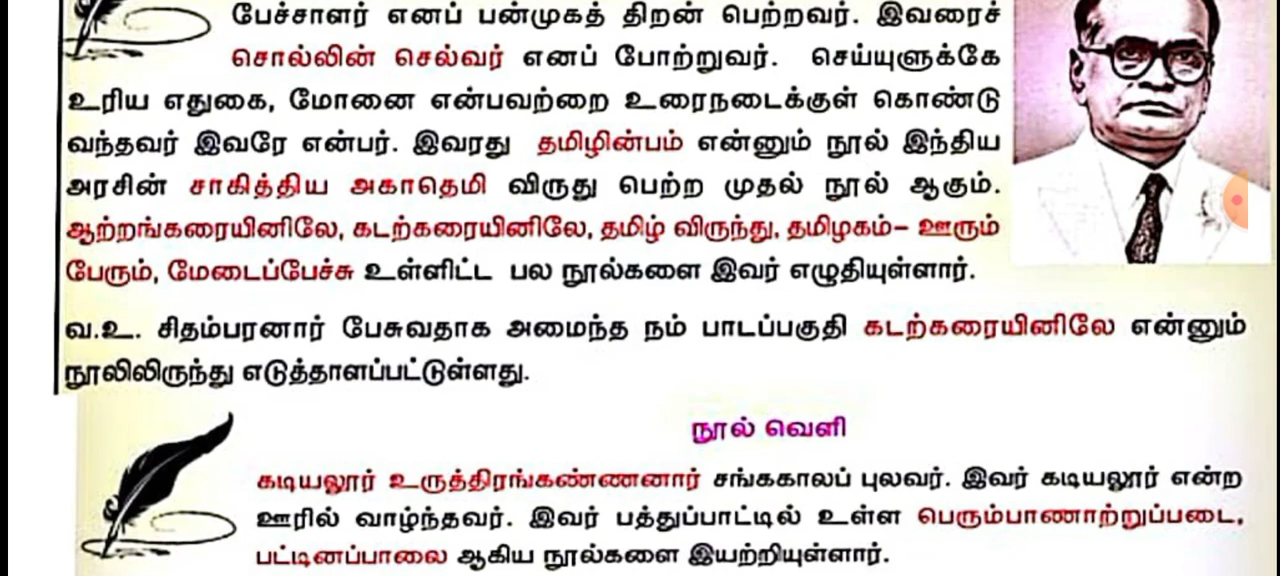 பேச்சாளர் எனப் பன்முகத் திறன் பெற்றவர். இவரைச்
சொல்லின் செல்வர் எனப் போற்றுவர். செய்யுளுக்கே
உரிய எதுகை, மோனை என்பவற்றை உரைநடைக்குள் கொண்டு
வந்தவர் இவரே என்பர். இவரது தமிழின்பம் என்னும் நூல் இந்திய
அரசின் சாகித்திய அகாதெமி விருது பெற்ற முதல் நூல் ஆகும்.
ஆற்றங்கரையினிலே, கடற்கரையினிலே, தமிழ் விருந்து, தமிழகம்– ஊரும்
பேரும், மேடைப்பேச்சு உள்ளிட்ட பல நூல்களை இவர் எழுதியுள்ளார்.
வ.உ. சிதம்பரனார் பேசுவதாக அமைந்த நம் பாடப்பகுதி கடற்கரையினிலே என்னும்
நூலிலிருந்து எடுத்தாளப்பட்டுள்ளது.
நூல் வெளி
கடியலூர் உருத்திரங்கண்ணனார் சங்ககாலப் புலவர். இவர் கடியலூர் என்ற
ஊரில் வாழ்ந்தவர். இவர் பத்துப்பாட்டில் உள்ள பெரும்பாணாற்றுப்படை,
பட்டினப்பாலை ஆகிய நூல்களை இயற்றியுள்ளார்.